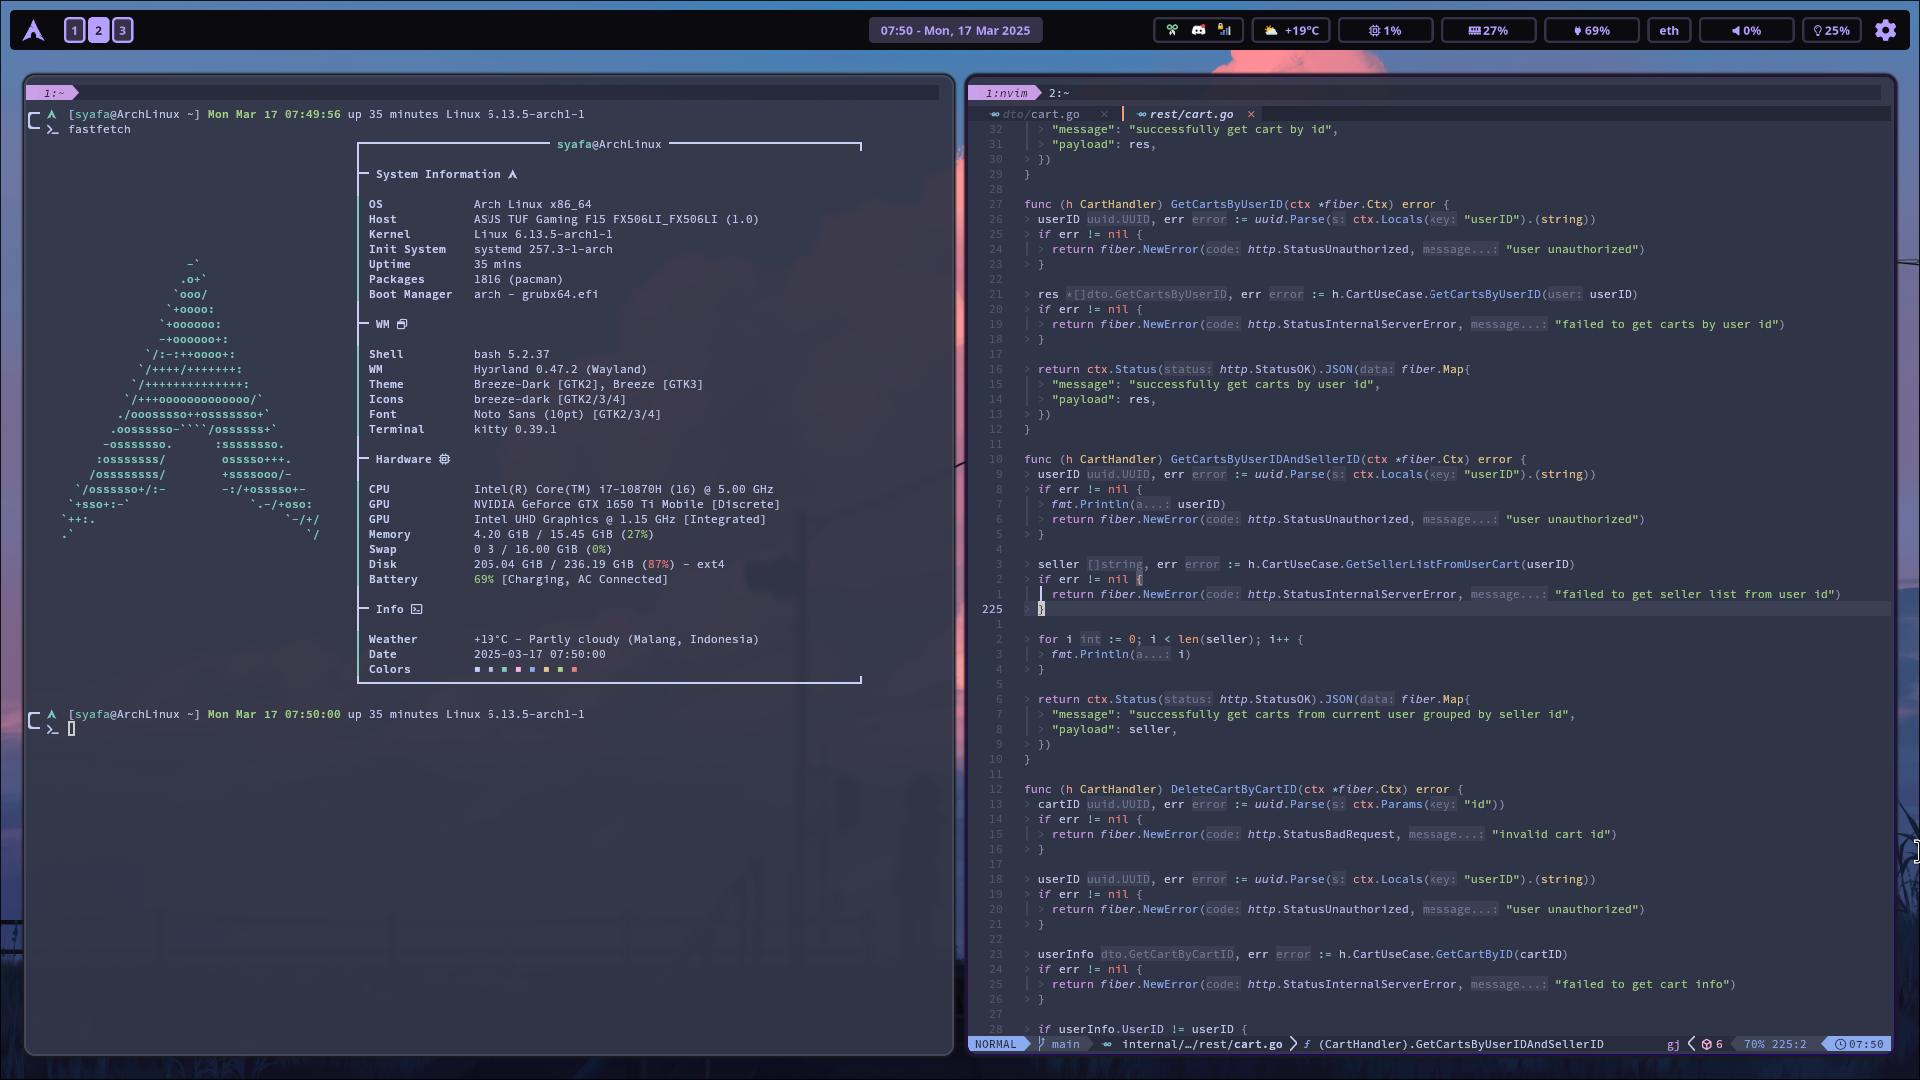 1 2 3
07:50 - Mon, 17 Mar 2025
+19°C 1% 27% 69% eth 0% 25%
1:~
[syafa@ArchLinux ~] Mon Mar 17 07:49:56 up 35 minutes Linux 6.13.5-arch1-1
fastfetch
syafa@ArchLinux
System Information
OS Arch Linux x86_64
Host ASUS TUF Gaming F15 FX506LI_FX506LI (1.0)
Kernel Linux 6.13.5-arch1-1
Init System systemd 257.3-1-arch
Uptime 35 mins
Packages 1816 (pacman)
Boot Manager arch - grubx64.efi
WM
Shell bash 5.2.37
WM Hyprland 0.47.2 (Wayland)
Theme Breeze-Dark [GTK2], Breeze [GTK3]
Icons breeze-dark [GTK2/3/4]
Font Noto Sans (10pt) [GTK2/3/4]
Terminal kitty 0.39.1
Hardware
CPU Intel(R) Core(TM) i7-10870H (16) @ 5.00 GHz
GPU NVIDIA GeForce GTX 1650 Ti Mobile [Discrete]
GPU Intel UHD Graphics @ 1.15 GHz [Integrated]
Memory 4.20 GiB / 15.45 GiB (27%)
Swap 0 B / 16.00 GiB (0%)
Disk 205.04 GiB / 236.19 GiB (87%) - ext4
Battery 69% [Charging, AC Connected]
Info
Weather +19°C - Partly cloudy (Malang, Indonesia)
Date 2025-03-17 07:50:00
Colors
[syafa@ArchLinux ~] Mon Mar 17 07:50:00 up 35 minutes Linux 6.13.5-arch1-1
1:nvim 2:~
dto/cart.go × rest/cart.go ×
32 "message": "successfully get cart by id",
31 "payload": res,
30 })
29 }
28
27 func (h CartHandler) GetCartsByUserID(ctx *fiber.Ctx) error {
26 userID uuid.UUID, err error := uuid.Parse(s: ctx.Locals(key: "userID").(string))
25 if err != nil {
24 return fiber.NewError(code: http.StatusUnauthorized, message...: "user unauthorized")
23 }
22
21 res *[]dto.GetCartsByUserID, err error := h.CartUseCase.GetCartsByUserID(user: userID)
20 if err != nil {
19 return fiber.NewError(code: http.StatusInternalServerError, message...: "failed to get carts by user id")
18 }
17
16 return ctx.Status(status: http.StatusOK).JSON(data: fiber.Map{
15 "message": "successfully get carts by user id",
14 "payload": res,
13 })
12 }
11
10 func (h CartHandler) GetCartsByUserIDAndSellerID(ctx *fiber.Ctx) error {
9 userID uuid.UUID, err error := uuid.Parse(s: ctx.Locals(key: "userID").(string))
8 if err != nil {
7 fmt.Println(a...: userID)
6 return fiber.NewError(code: http.StatusUnauthorized, message...: "user unauthorized")
5 }
4
3 seller []string, err error := h.CartUseCase.GetSellerListFromUserCart(userID)
2 if err != nil {
1 return fiber.NewError(code: http.StatusInternalServerError, message...: "failed to get seller list from user id")
225 }
1
2 for i int := 0; i < len(seller); i++ {
3 fmt.Println(a...: i)
4 }
5
6 return ctx.Status(status: http.StatusOK).JSON(data: fiber.Map{
7 "message": "successfully get carts from current user grouped by seller id",
8 "payload": seller,
9 })
10 }
11
12 func (h CartHandler) DeleteCartByCartID(ctx *fiber.Ctx) error {
13 cartID uuid.UUID, err error := uuid.Parse(s: ctx.Params(key: "id"))
14 if err != nil {
15 return fiber.NewError(code: http.StatusBadRequest, message...: "invalid cart id")
16 }
17
18 userID uuid.UUID, err error := uuid.Parse(s: ctx.Locals(key: "userID").(string))
19 if err != nil {
20 return fiber.NewError(code: http.StatusUnauthorized, message...: "user unauthorized")
21 }
22
23 userInfo dto.GetCartByCartID, err error := h.CartUseCase.GetCartByID(cartID)
24 if err != nil {
25 return fiber.NewError(code: http.StatusInternalServerError, message...: "failed to get cart info")
26 }
27
28 if userInfo.UserID != userID {
NORMAL main internal/…/rest/cart.go f (CartHandler).GetCartsByUserIDAndSellerID gj 6 70% 225:2 07:50